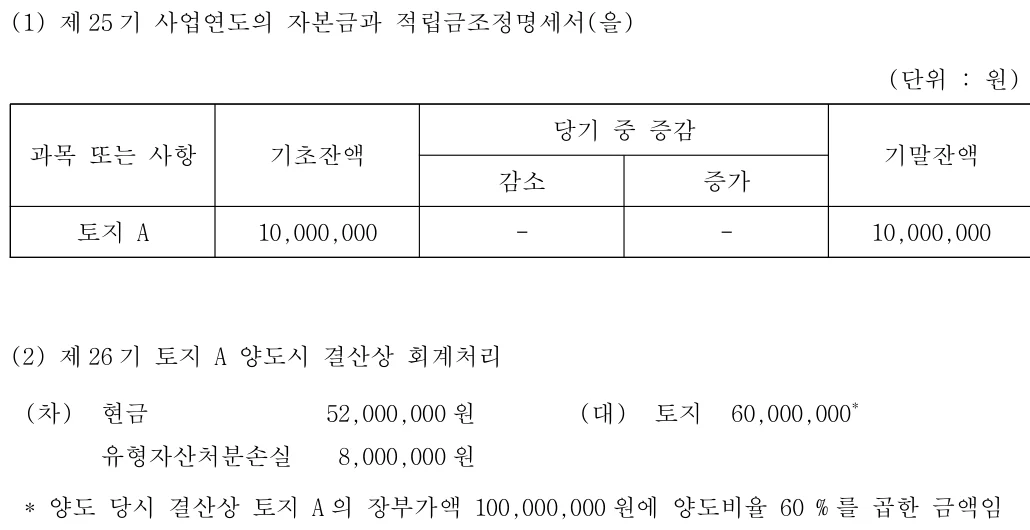 (1) 제 25 기 사업연도의 자본금과 적립금조정명세서(을)
(단위 : 원)
과목 또는 사항 기초잔액 당기 중 증감 기말잔액
감소 증가
토지 A 10,000,000 - - 10,000,000
(2) 제 26 기 토지 A 양도시 결산상 회계처리
(차) 현금 52,000,000 원 (대) 토지 60,000,000*
유형자산처분손실 8,000,000 원
* 양도 당시 결산상 토지 A 의 장부가액 100,000,000 원에 양도비율 60 % 를 곱한 금액임